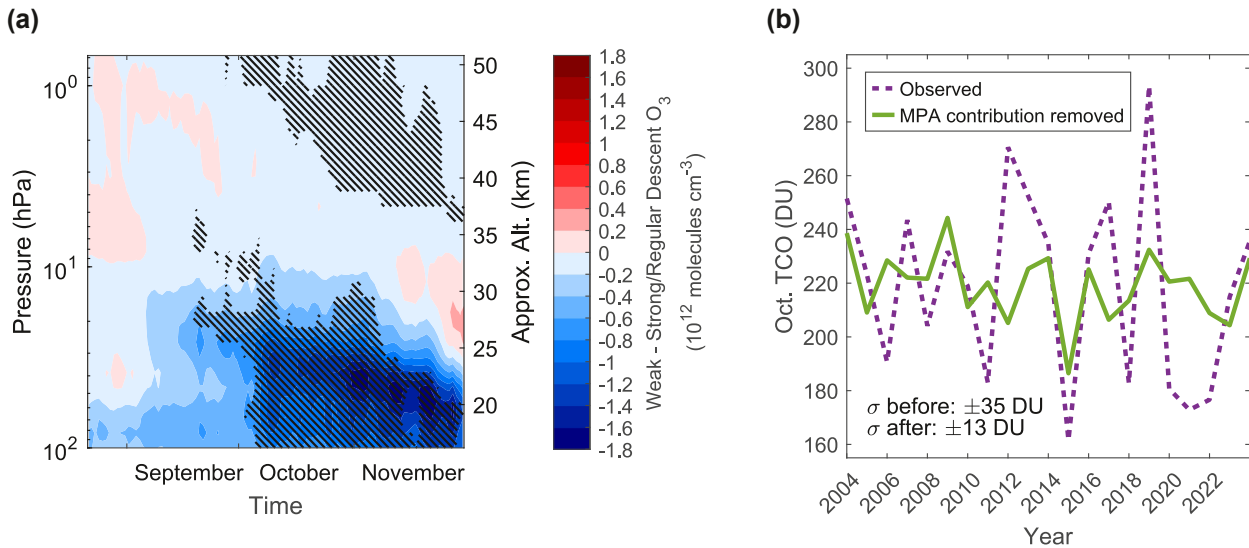 (a)
10⁰
10¹
10²
Pressure (hPa)
September October November
Time
50
45
40
35
30
25
20
Approx. Alt. (km)
1.8
1.6
1.4
1.2
1
0.8
0.6
0.4
0.2
0
-0.2
-0.4
-0.6
-0.8
-1
-1.2
-1.4
-1.6
-1.8
Weak - Strong/Regular Descent O₃
(10¹² molecules cm⁻³)
(b)
300
280
260
240
220
200
180
160
Oct. TCO (DU)
Observed
MPA contribution removed
σ before: ±35 DU
σ after: ±13 DU
2004 2006 2008 2010 2012 2014 2016 2018 2020 2022
Year